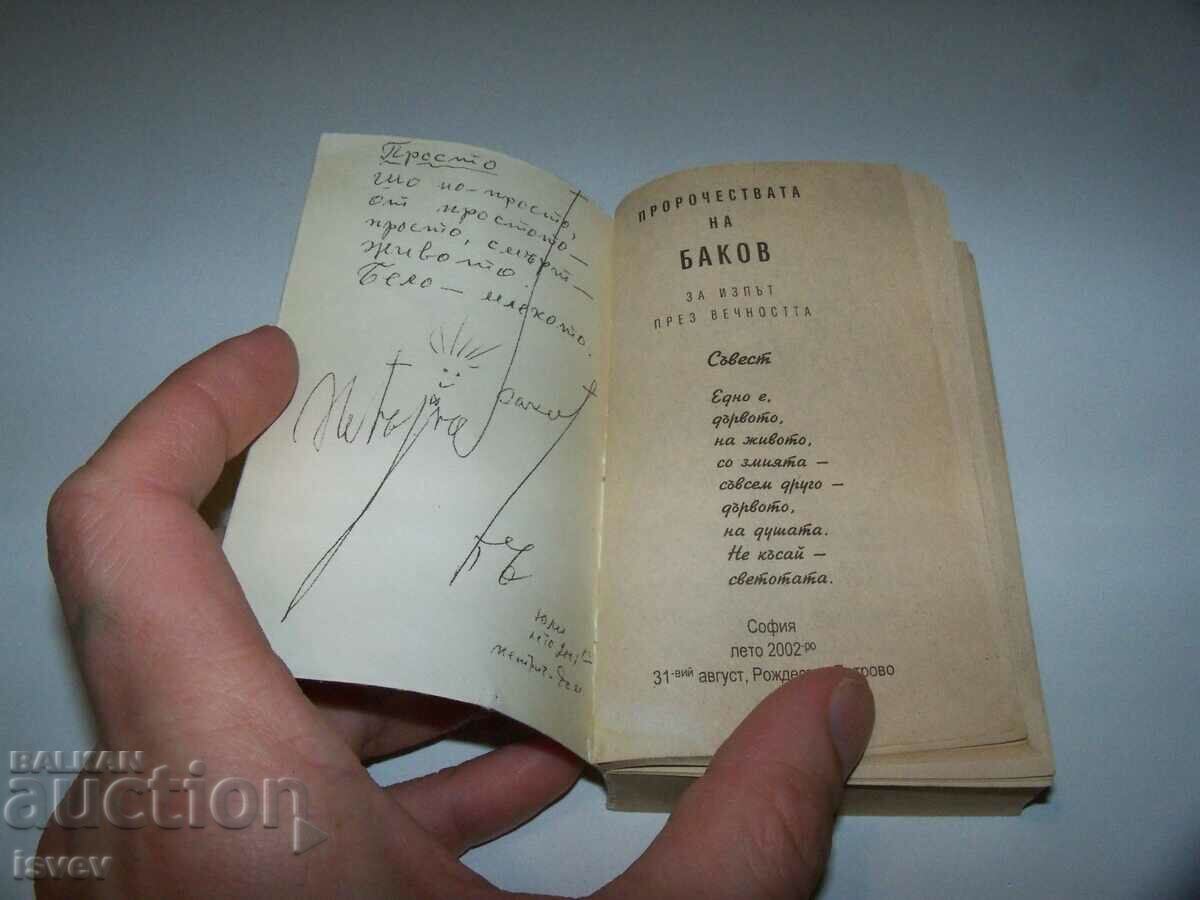 Просто
що по-просто,
от простото –
просто, смърт –
живото.
Бело – млекото.
ПРОРОЧЕСТВАТА
НА
БАКОВ
ЗА ИЗПЪТ
ПРЕЗ ВЕЧНОСТТА
Съвест
Едно е,
дървото,
на живото,
со змията –
съвсем друго –
дървото,
на душата.
Не късай –
светотата.
София
лето 2002-ро
31-вий август, Рождес трово
BALKAN
auction
isvev